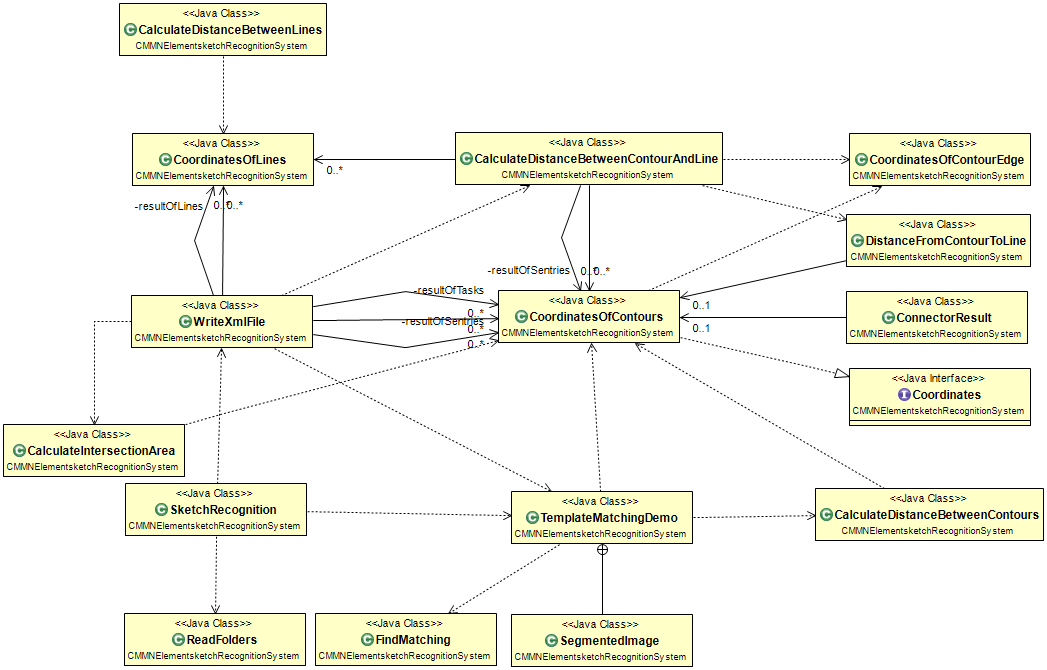 <<Java Class>>
CalculateDistanceBetweenLines
CMMNElementsketchRecognitionSystem
<<Java Class>>
CoordinatesOfLines
CMMNElementsketchRecognitionSystem
<<Java Class>>
CalculateDistanceBetweenContourAndLine
CMMNElementsketchRecognitionSystem
<<Java Class>>
CoordinatesOfContourEdge
CMMNElementsketchRecognitionSystem
0..*
-resultOfLines
0..*
0..*
<<Java Class>>
DistanceFromContourToLine
CMMNElementsketchRecognitionSystem
-resultOfSentries
0..*
0..*
-resultOfTasks
<<Java Class>>
WriteXmlFile
CMMNElementsketchRecognitionSystem
0..*
-resultOfSentries
0..*
0..*
<<Java Class>>
CoordinatesOfContours
CMMNElementsketchRecognitionSystem
0..1
0..1
<<Java Class>>
ConnectorResult
CMMNElementsketchRecognitionSystem
<<Java Interface>>
Coordinates
CMMNElementsketchRecognitionSystem
<<Java Class>>
CalculateIntersectionArea
CMMNElementsketchRecognitionSystem
<<Java Class>>
SketchRecognition
CMMNElementsketchRecognitionSystem
<<Java Class>>
TemplateMatchingDemo
CMMNElementsketchRecognitionSystem
<<Java Class>>
CalculateDistanceBetweenContours
CMMNElementsketchRecognitionSystem
<<Java Class>>
ReadFolders
CMMNElementsketchRecognitionSystem
<<Java Class>>
FindMatching
CMMNElementsketchRecognitionSystem
<<Java Class>>
SegmentedImage
CMMNElementsketchRecognitionSystem